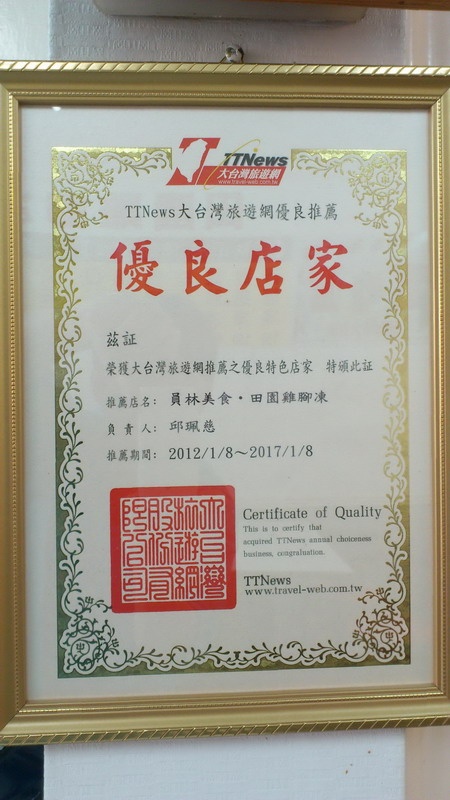 TTNews
大台灣旅遊網
www.travel-web.com.tw
TTNews大台灣旅遊網優良推薦
優良店家
茲証
榮獲大台灣旅遊網推薦之優良特色店家 特頒此証
推薦店名：員林美食・田園雞腳凍
負責人：邱珮慈
推薦期間：2012/1/8～2017/1/8
Certificate of Quality
This is to certify that
acquired TTNews annual choiceness
business, congraluation.
TTNews
www.travel-web.com.tw